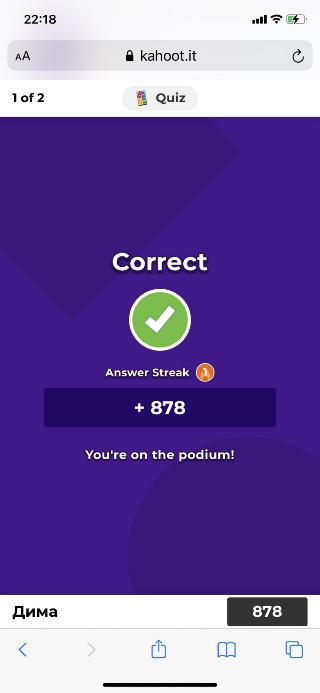 22:18
AA kahoot.it
1 of 2 Quiz
Correct
Answer Streak 1
+ 878
You're on the podium!
Дима 878